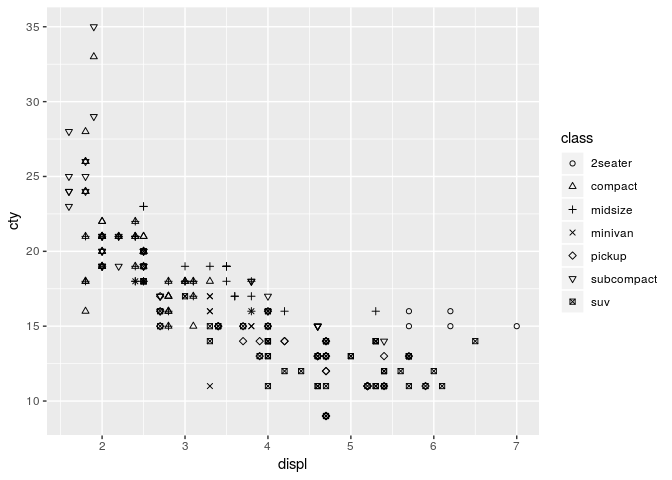 35
30
25
20
15
10
cty
2 3 4 5 6 7
displ
class
2seater
compact
midsize
minivan
pickup
subcompact
suv